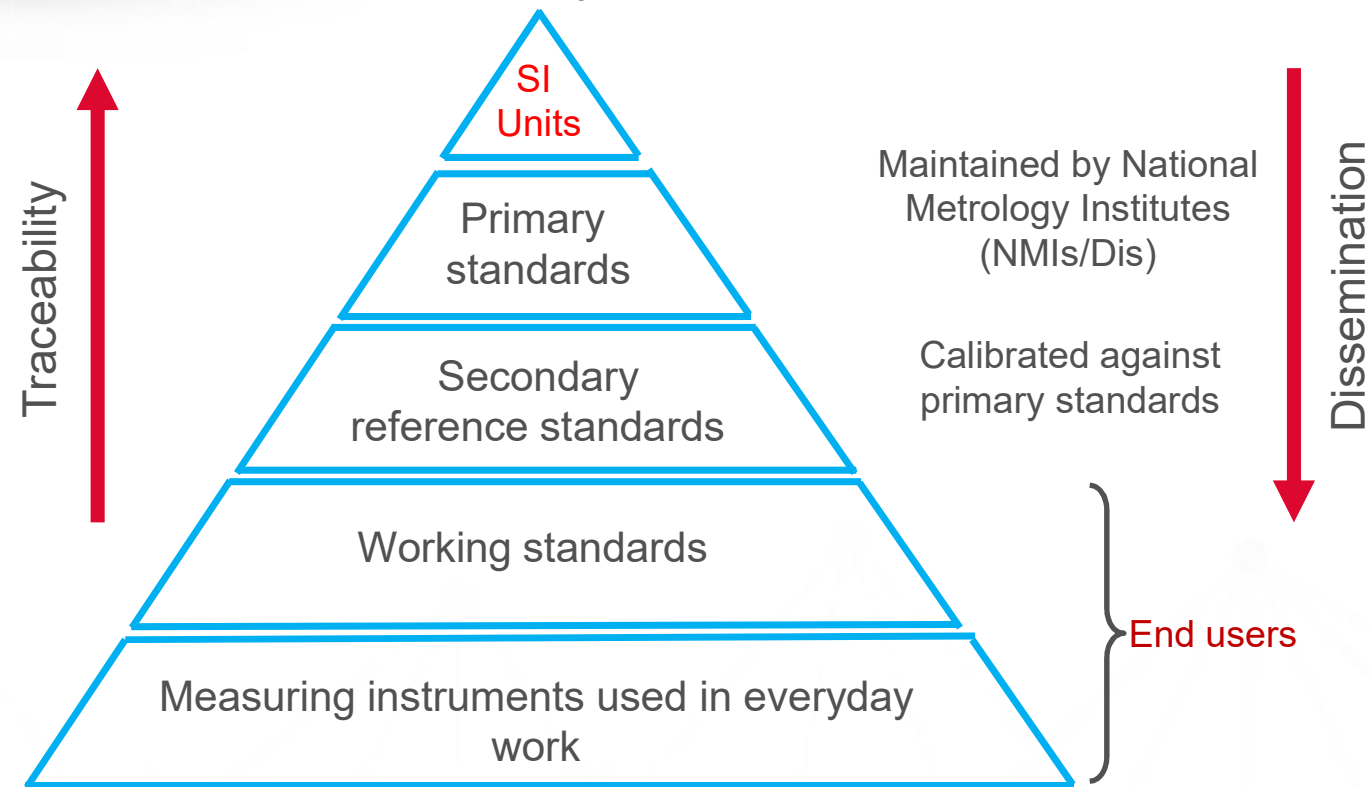 SI
Units
Traceability
Primary
standards
Maintained by National
Metrology Institutes
(NMIs/Dis)
Dissemination
Secondary
reference standards
Calibrated against
primary standards
Working standards
End users
Measuring instruments used in everyday
work